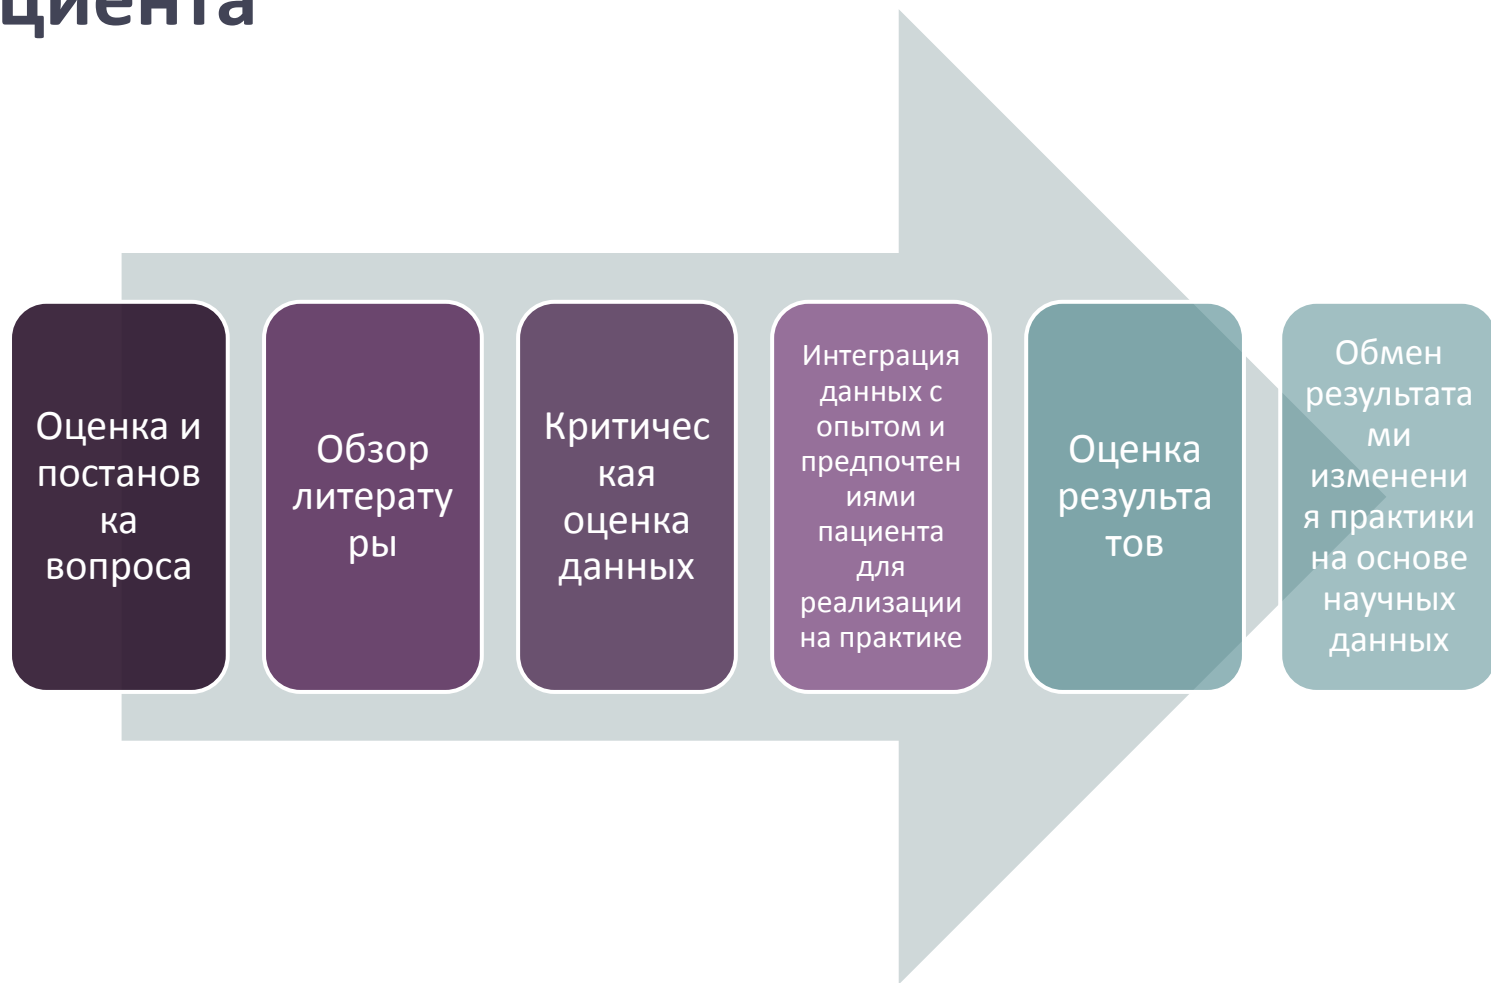 циента
Оценка и
постанов
ка
вопроса
Обзор
литерату
ры
Критичес
кая
оценка
данных
Интеграция
данных с
опытом и
предпочтен
иями
пациента
для
реализации
на практике
Оценка
результа
тов
Обмен
результата
ми
изменени
я практики
на основе
научных
данных